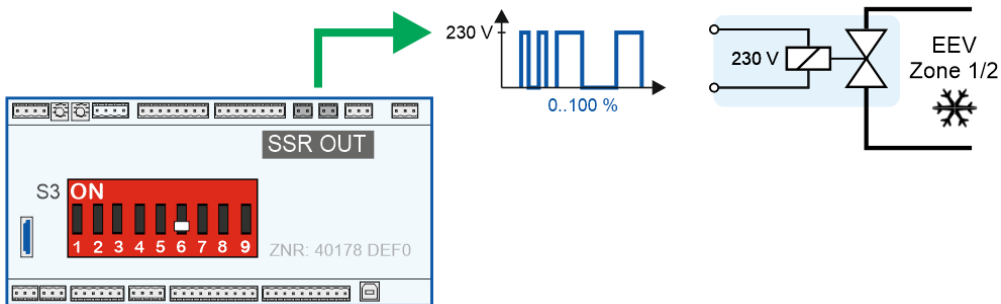 230 V
0..100 %
230 V
EEV
Zone 1/2
SSR OUT
S3
ON
1 2 3 4 5 6 7 8 9
ZNR: 40178 DEF0